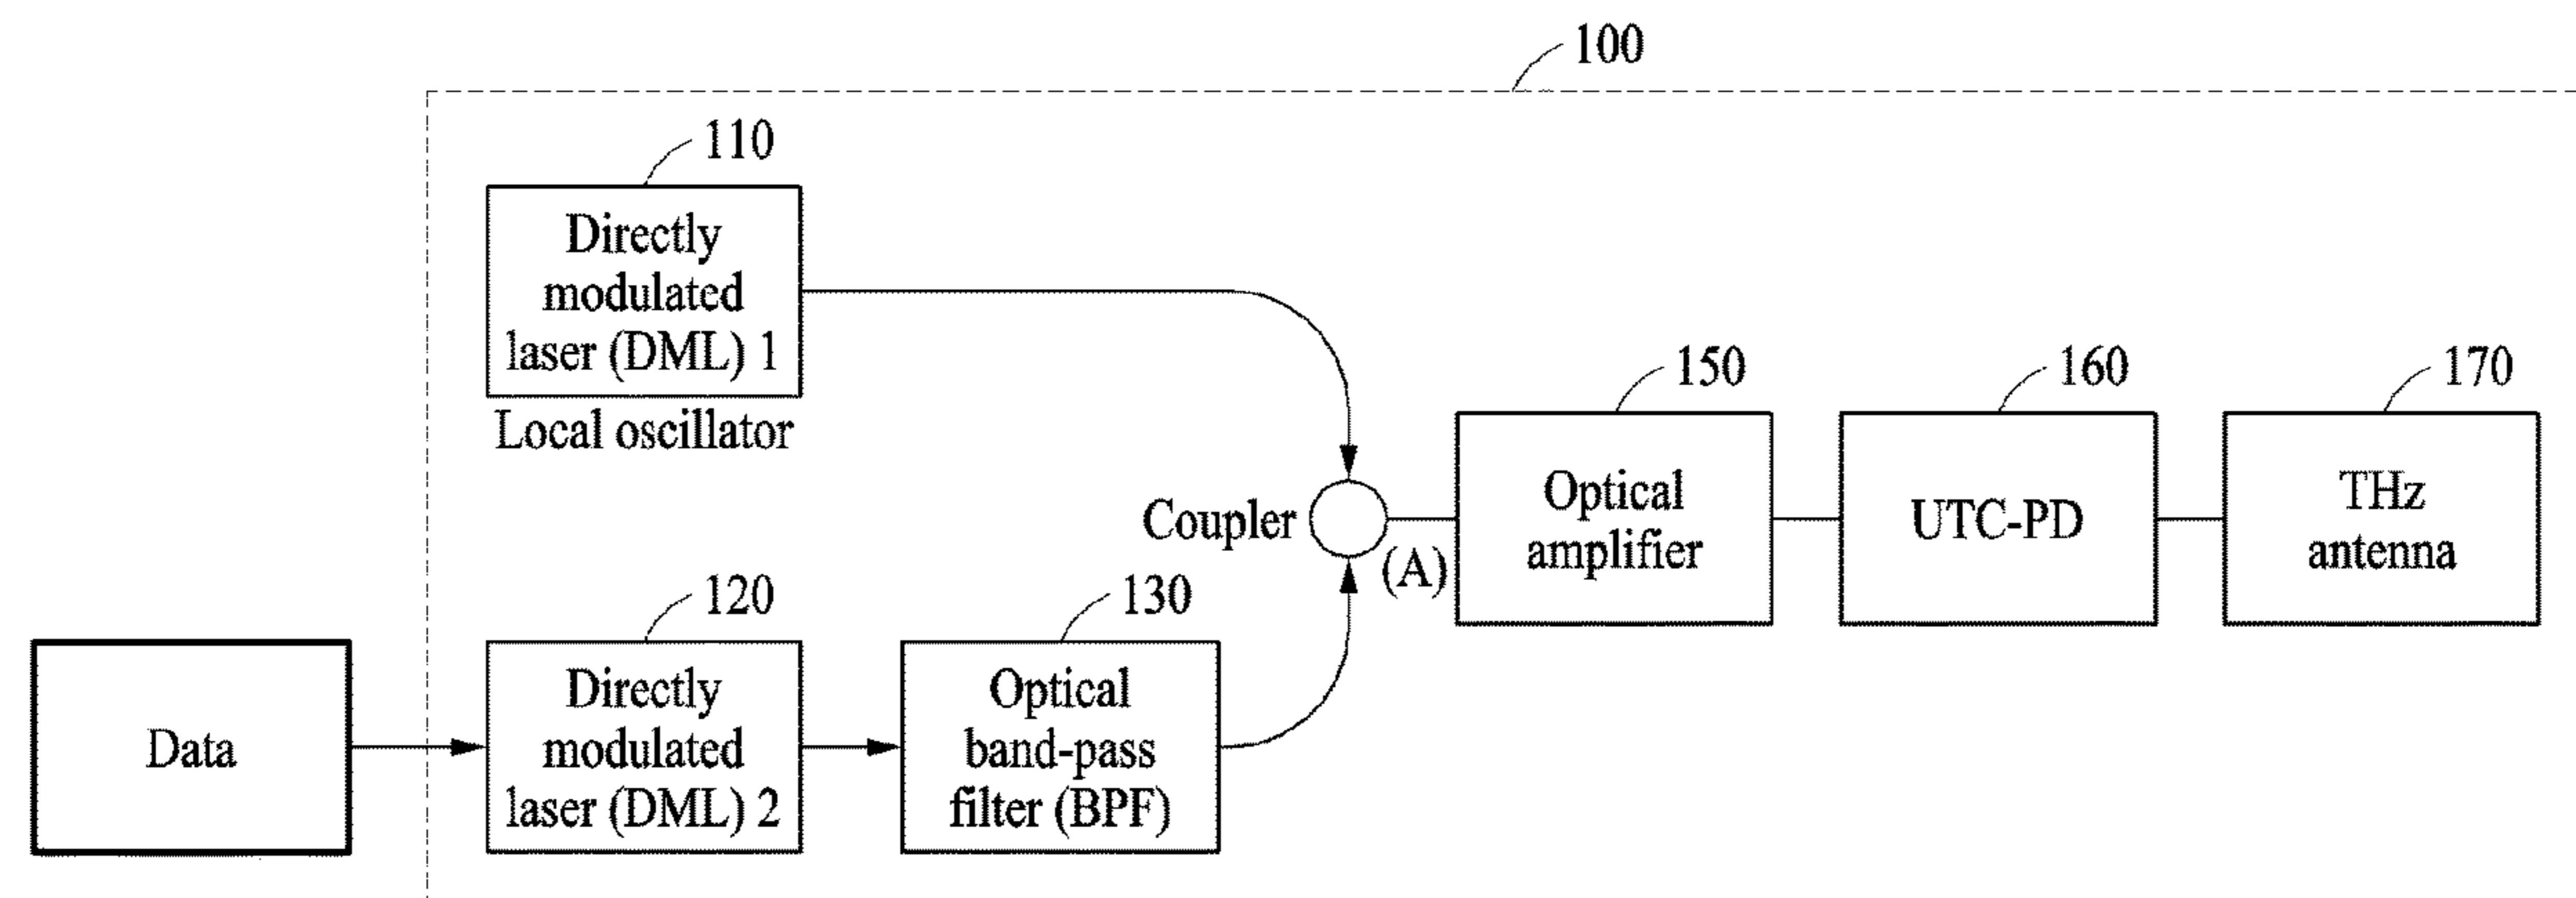 100
110
Directly
modulated
laser (DML) 1
Local oscillator
150
160
170
Coupler
(A)
Optical
amplifier
UTC-PD
THz
antenna
120
130
Data
Directly
modulated
laser (DML) 2
Optical
band-pass
filter (BPF)